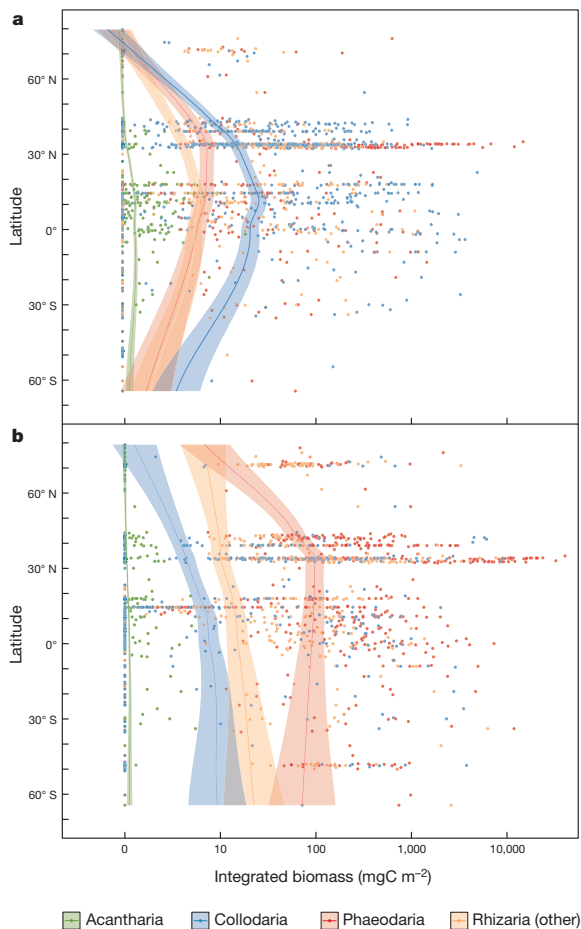 a
60° N
30° N
0°
30° S
60° S
Latitude
b
60° N
30° N
0°
30° S
60° S
Latitude
0 10 100 1,000 10,000
Integrated biomass (mgC m⁻²)
Acantharia Collodaria Phaeodaria Rhizaria (other)